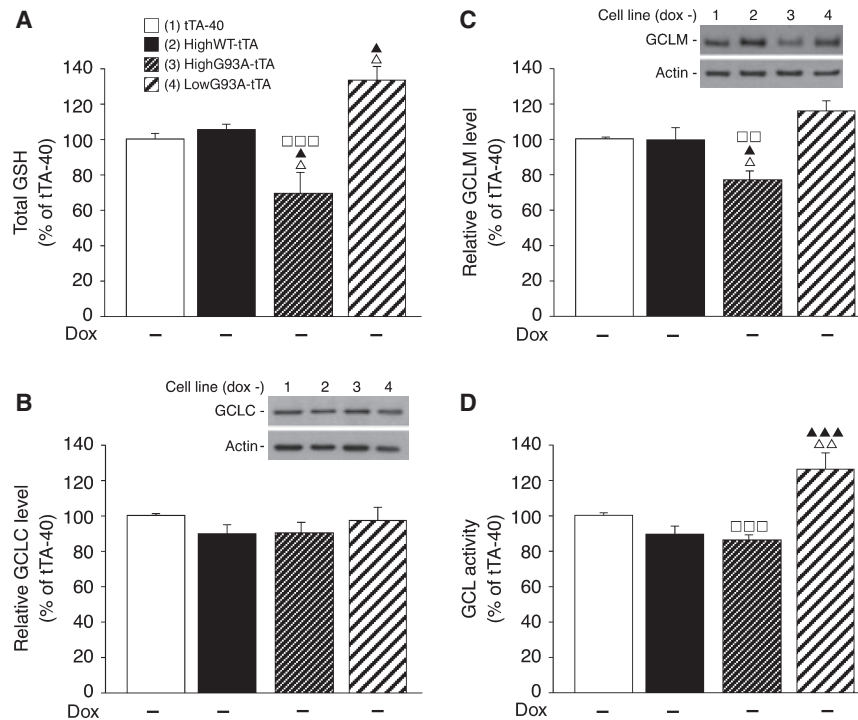 A
(1) tTA-40
(2) HighWT-tTA
(3) HighG93A-tTA
(4) LowG93A-tTA
Total GSH
(% of tTA-40)
140
120
100
80
60
40
20
0
Dox – – – –
C
Cell line (dox -) 1 2 3 4
GCLM -
Actin -
Relative GCLM level
(% of tTA-40)
140
120
100
80
60
40
20
0
– – – –
B
Cell line (dox -) 1 2 3 4
GCLC -
Actin -
Relative GCLC level
(% of tTA-40)
140
120
100
80
60
40
20
0
Dox – – – –
D
GCL activity
(% of tTA-40)
140
120
100
80
60
40
20
0
– – – –